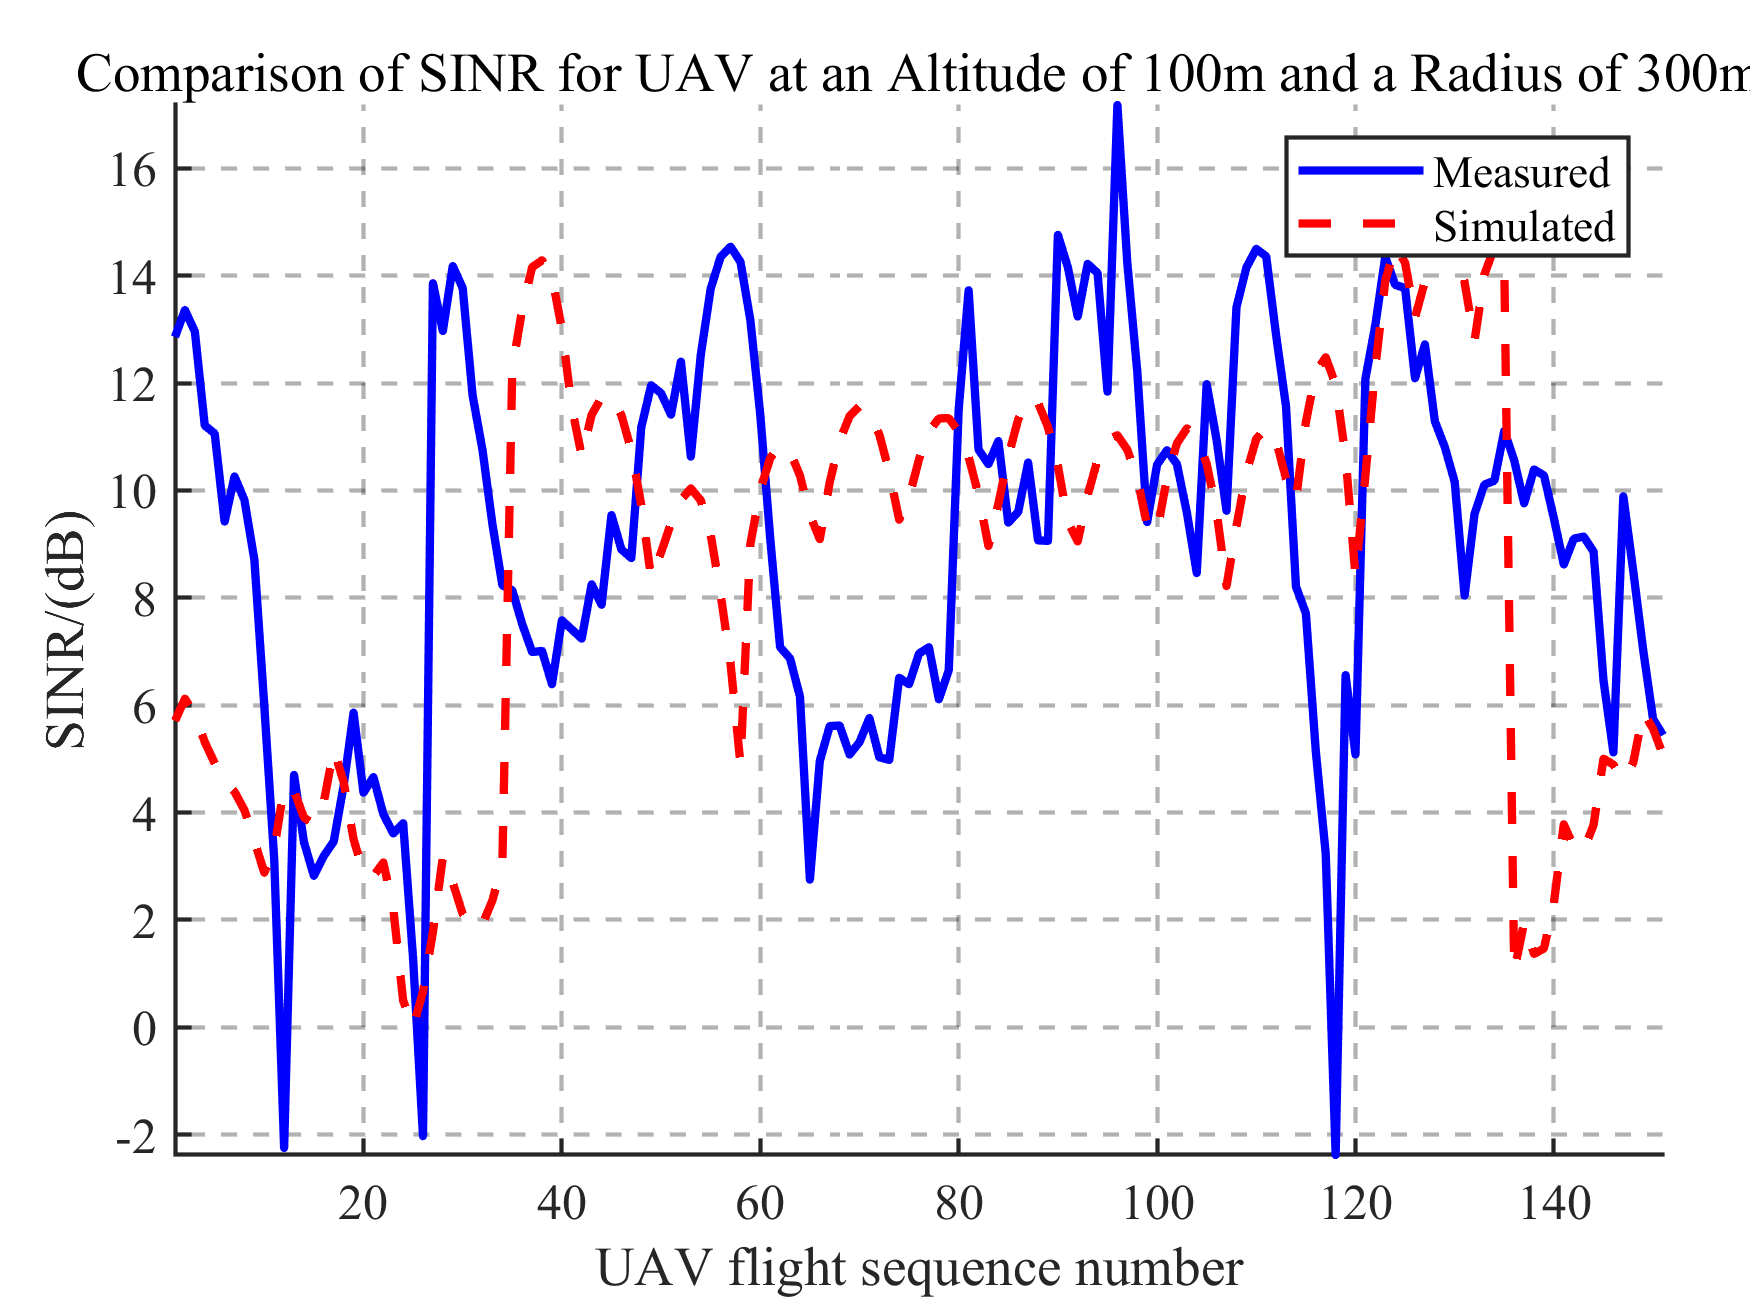 Comparison of SINR for UAV at an Altitude of 100m and a Radius of 300m
Measured
Simulated
16
14
12
10
8
6
4
2
0
-2
SINR/(dB)
20 40 60 80 100 120 140
UAV flight sequence number